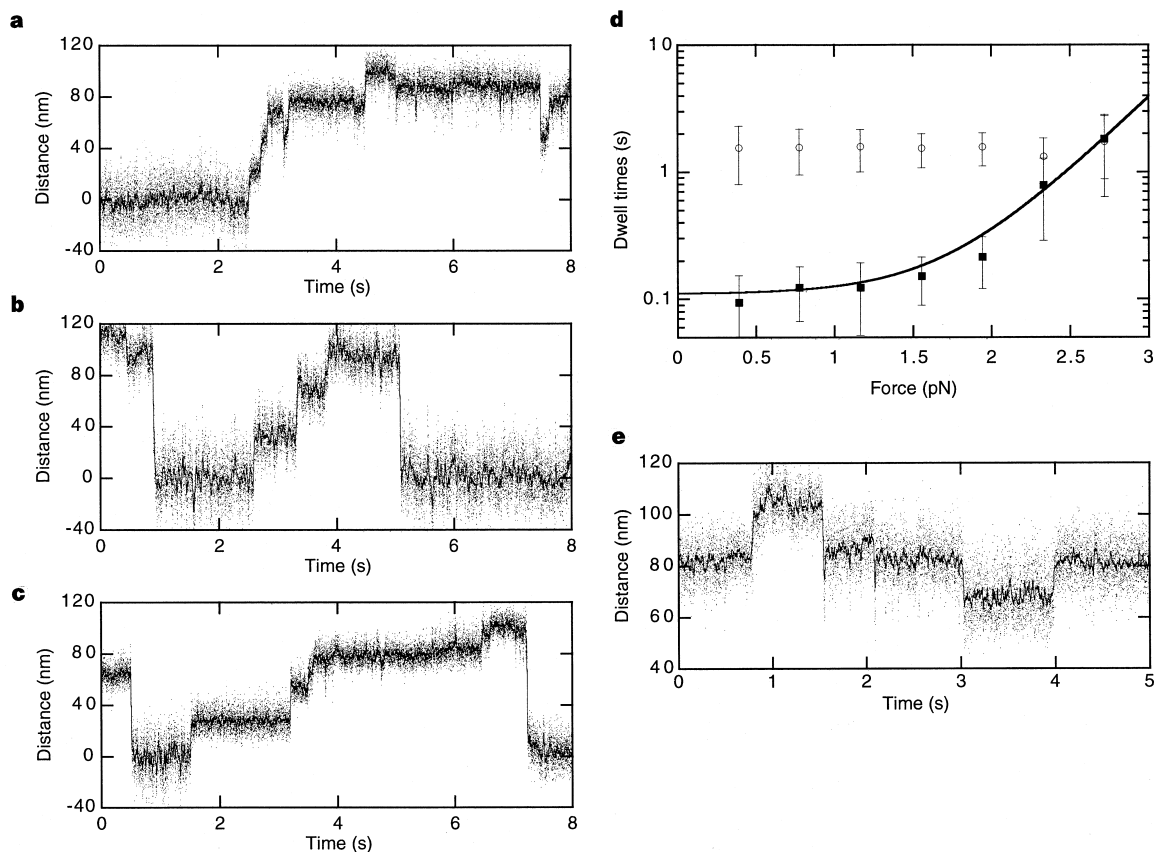 a
120
80
40
0
-40
Distance (nm)
0 2 4 6 8
Time (s)
b
120
80
40
0
-40
Distance (nm)
0 2 4 6 8
Time (s)
c
120
80
40
0
-40
Distance (nm)
0 2 4 6 8
Time (s)
d
10
1
0.1
Dwell times (s)
0 0.5 1 1.5 2 2.5 3
Force (pN)
e
120
100
80
60
40
Distance (nm)
0 1 2 3 4 5
Time (s)